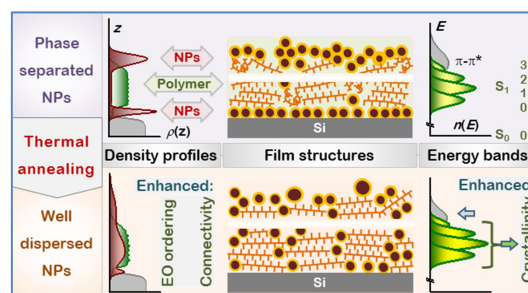 Phase
separated
NPs
Thermal
annealing
Well
dispersed
NPs
z
NPs
Polymer
NPs
ρ(z)
Si
E
π-π*
3
2
S₁
1
0
n(E)
S₀
0
Density profiles
Film structures
Energy bands
Enhanced:
EO ordering
Connectivity
Si
Enhanced
Crystallinity